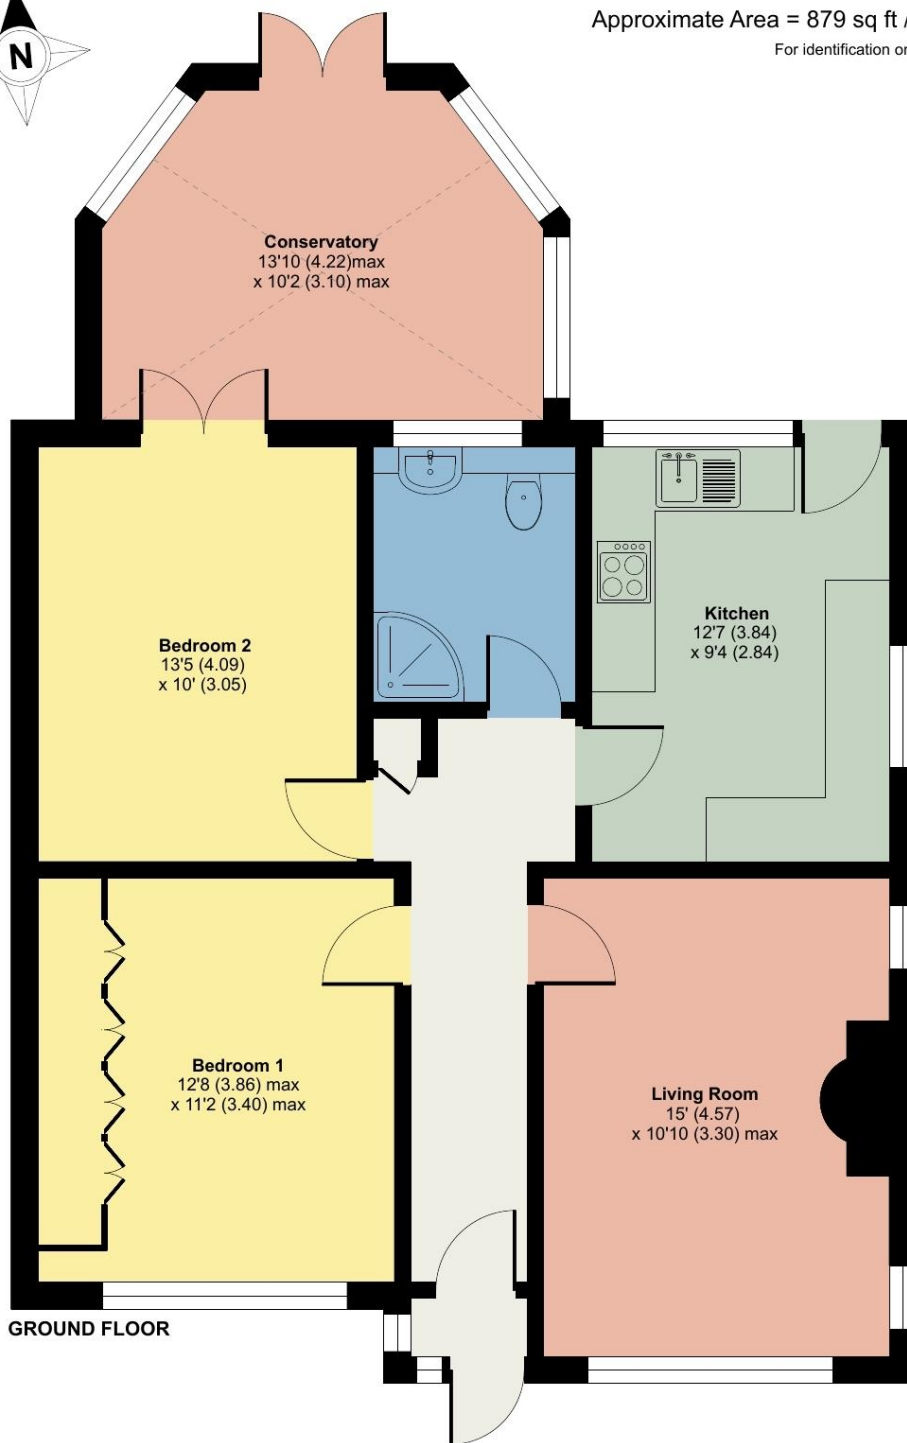 Approximate Area = 879 sq ft /
For identification
N
Conservatory
13'10 (4.22)max
x 10'2 (3.10) max
Bedroom 2
13'5 (4.09)
x 10' (3.05)
Kitchen
12'7 (3.84)
x 9'4 (2.84)
Bedroom 1
12'8 (3.86) max
x 11'2 (3.40) max
Living Room
15' (4.57)
x 10'10 (3.30) max
GROUND FLOOR